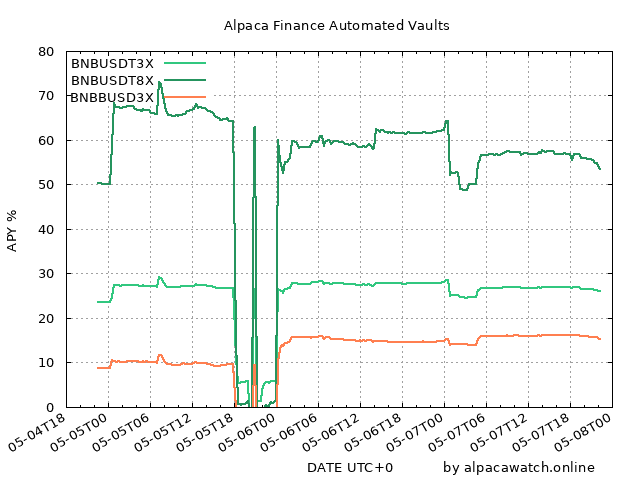 Alpaca Finance Automated Vaults
80
70
60
50
40
30
20
10
0
APY %
BNBUSDT3X
BNBUSDT8X
BNBBUSD3X
05-04T18
05-05T00
05-05T06
05-05T12
05-05T18
05-06T00
05-06T06
05-06T12
05-06T18
05-07T00
05-07T06
05-07T12
05-07T18
05-08T00
DATE UTC+0
by alpacawatch.online